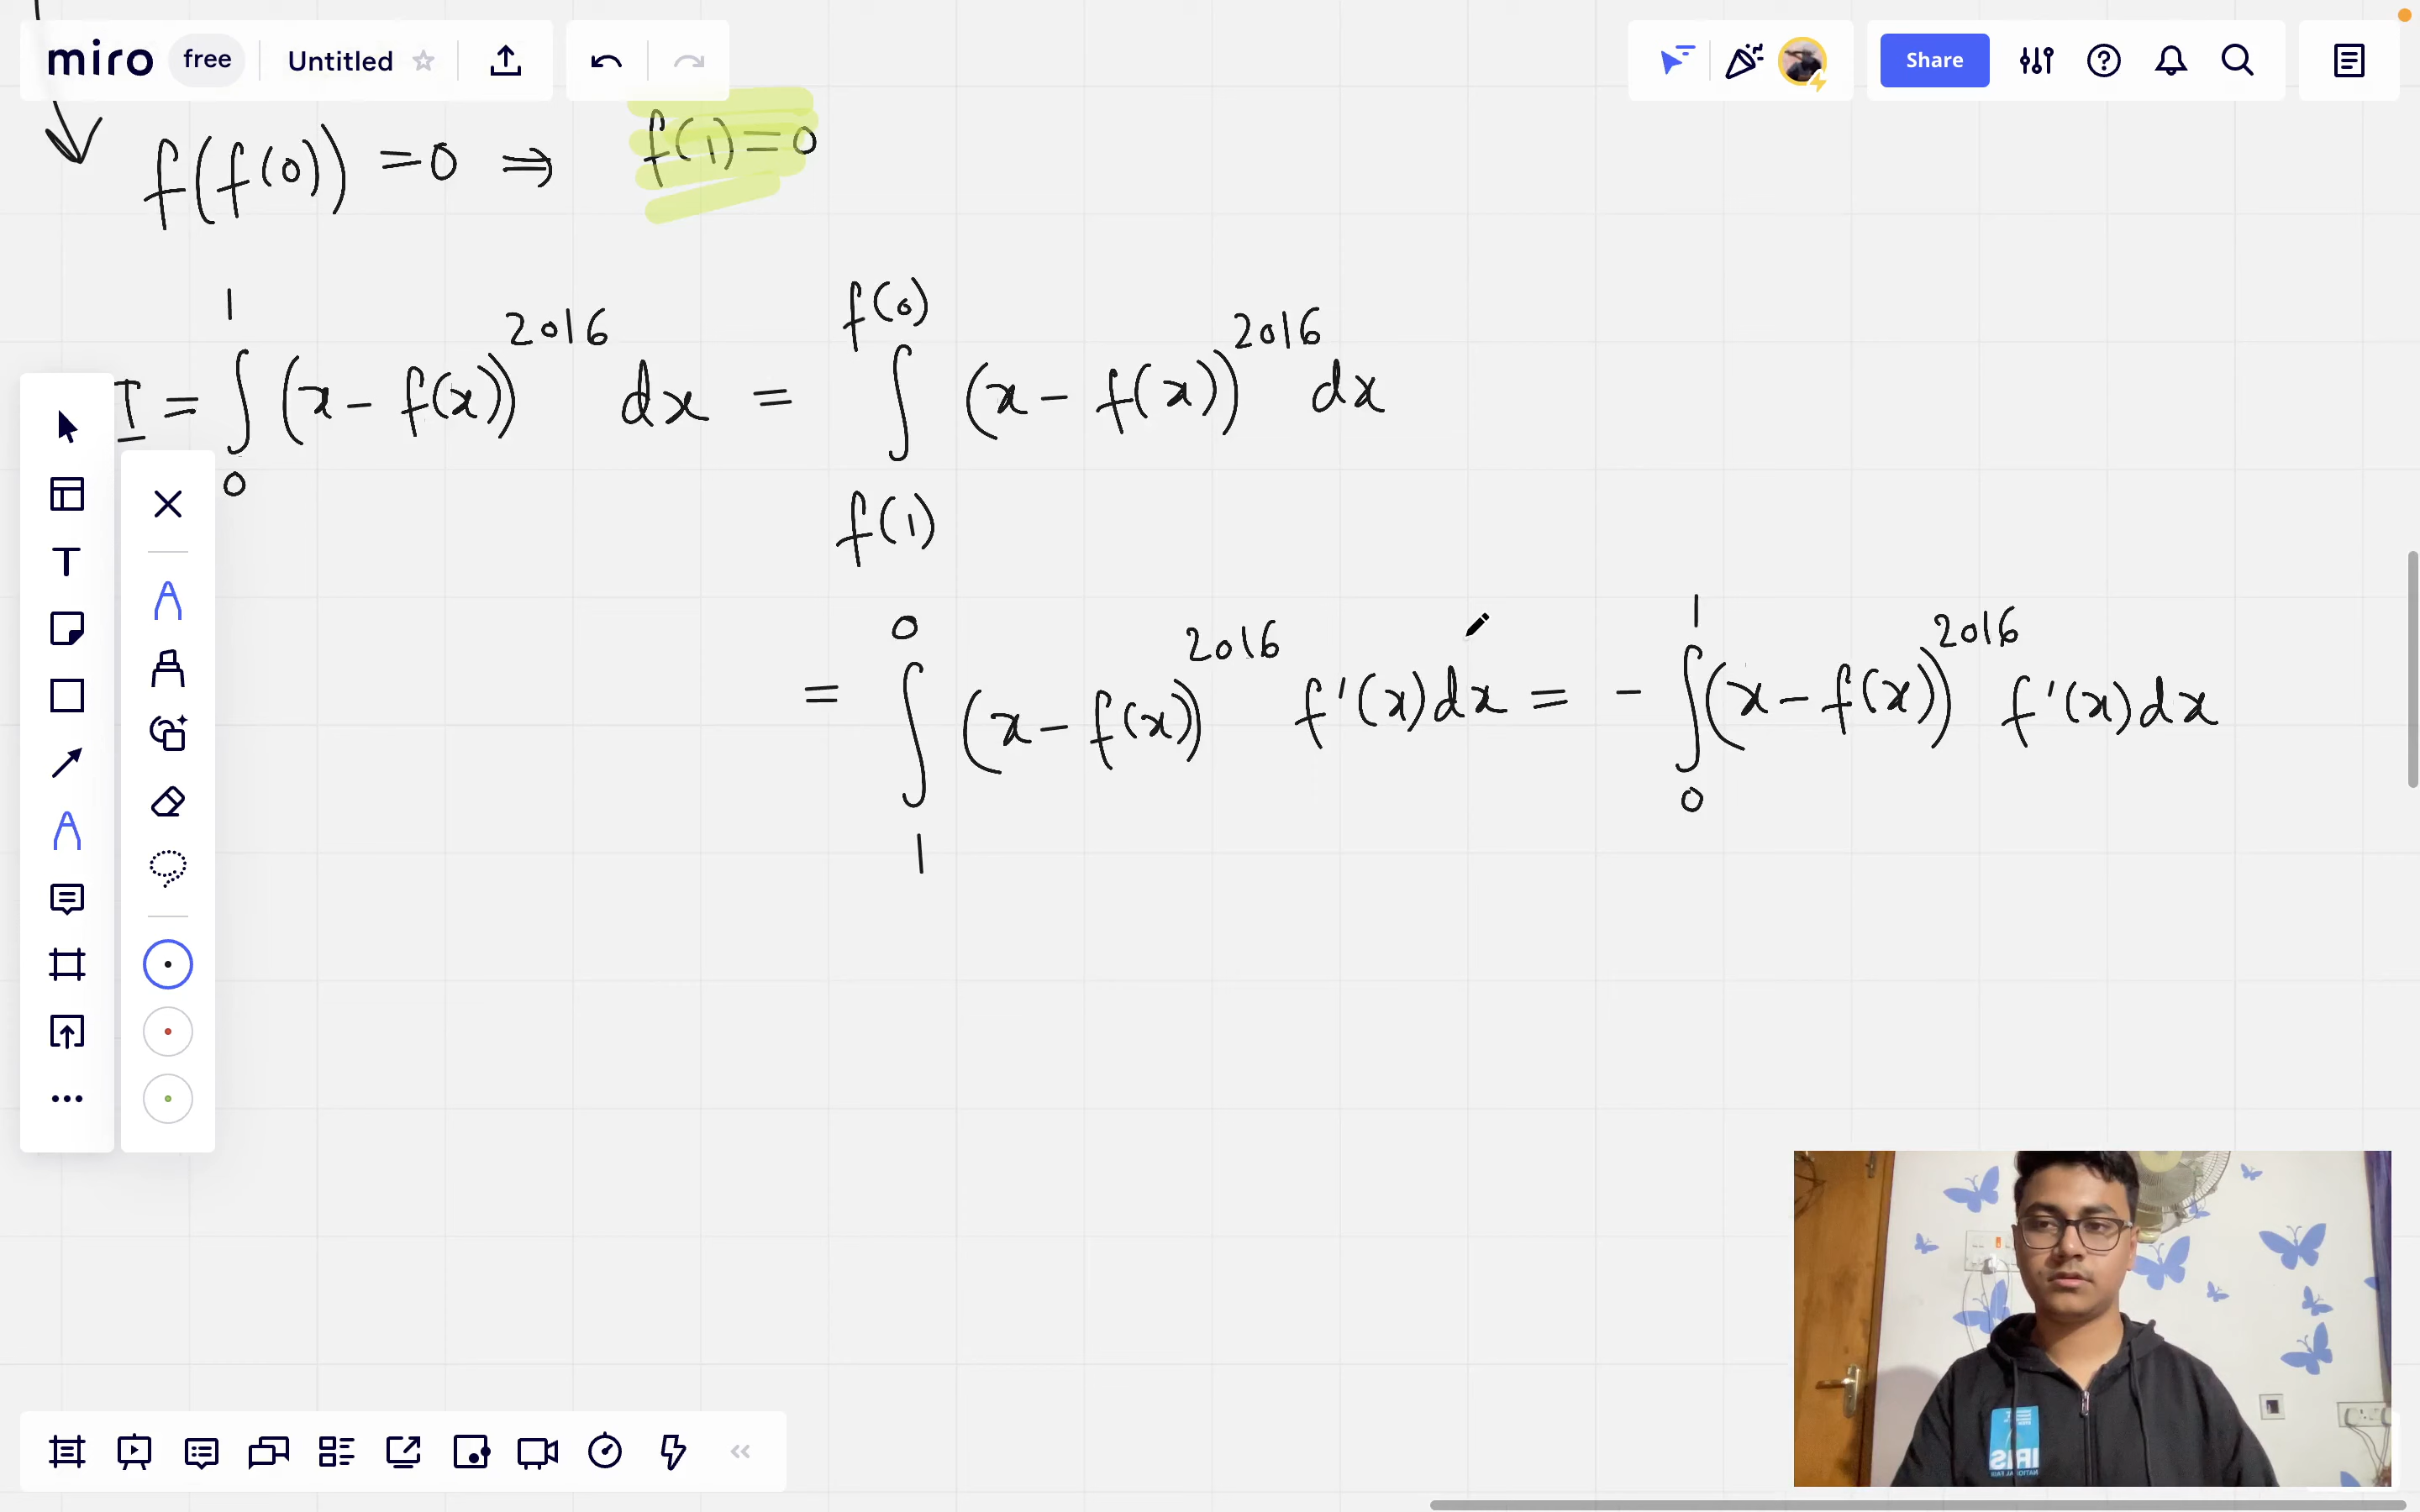 miro free Untitled Share
f(f(0)) = 0 ⇒ f(1)=0
I = ∫₀¹ (x − f(x))²⁰¹⁶ dx = ∫_{f(1)}^{f(0)} (x − f(x))²⁰¹⁶ dx
= ∫₁⁰ (x − f(x))²⁰¹⁶ f'(x)dx = − ∫₀¹ (x − f(x))²⁰¹⁶ f'(x)dx
T